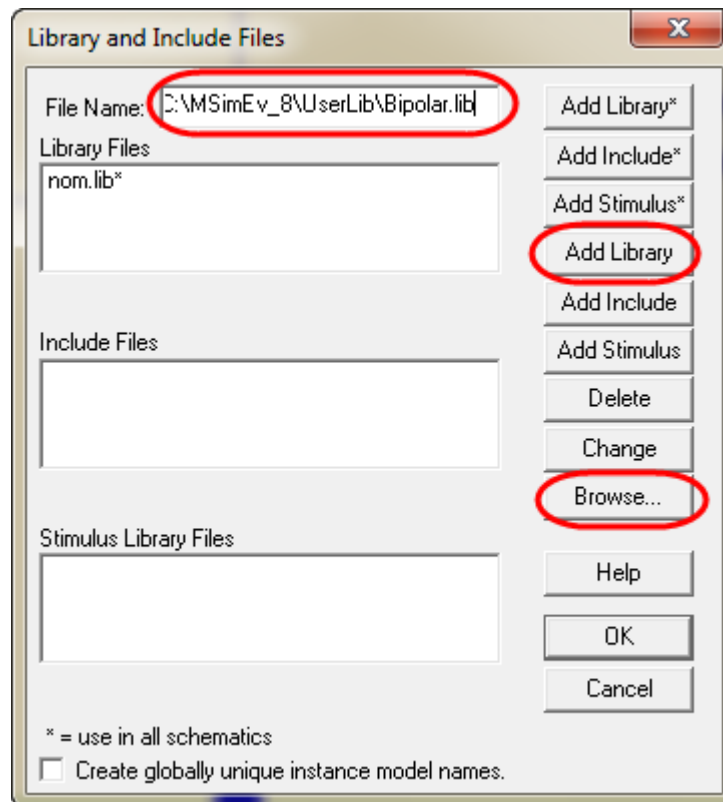 Library and Include Files
File Name: C:\MSimEv_8\UserLib\Bipolar.lib
Add Library*
Library Files
Add Include*
nom.lib*
Add Stimulus*
Add Library
Add Include
Include Files
Add Stimulus
Delete
Change
Browse...
Stimulus Library Files
Help
OK
Cancel
* = use in all schematics
Create globally unique instance model names.